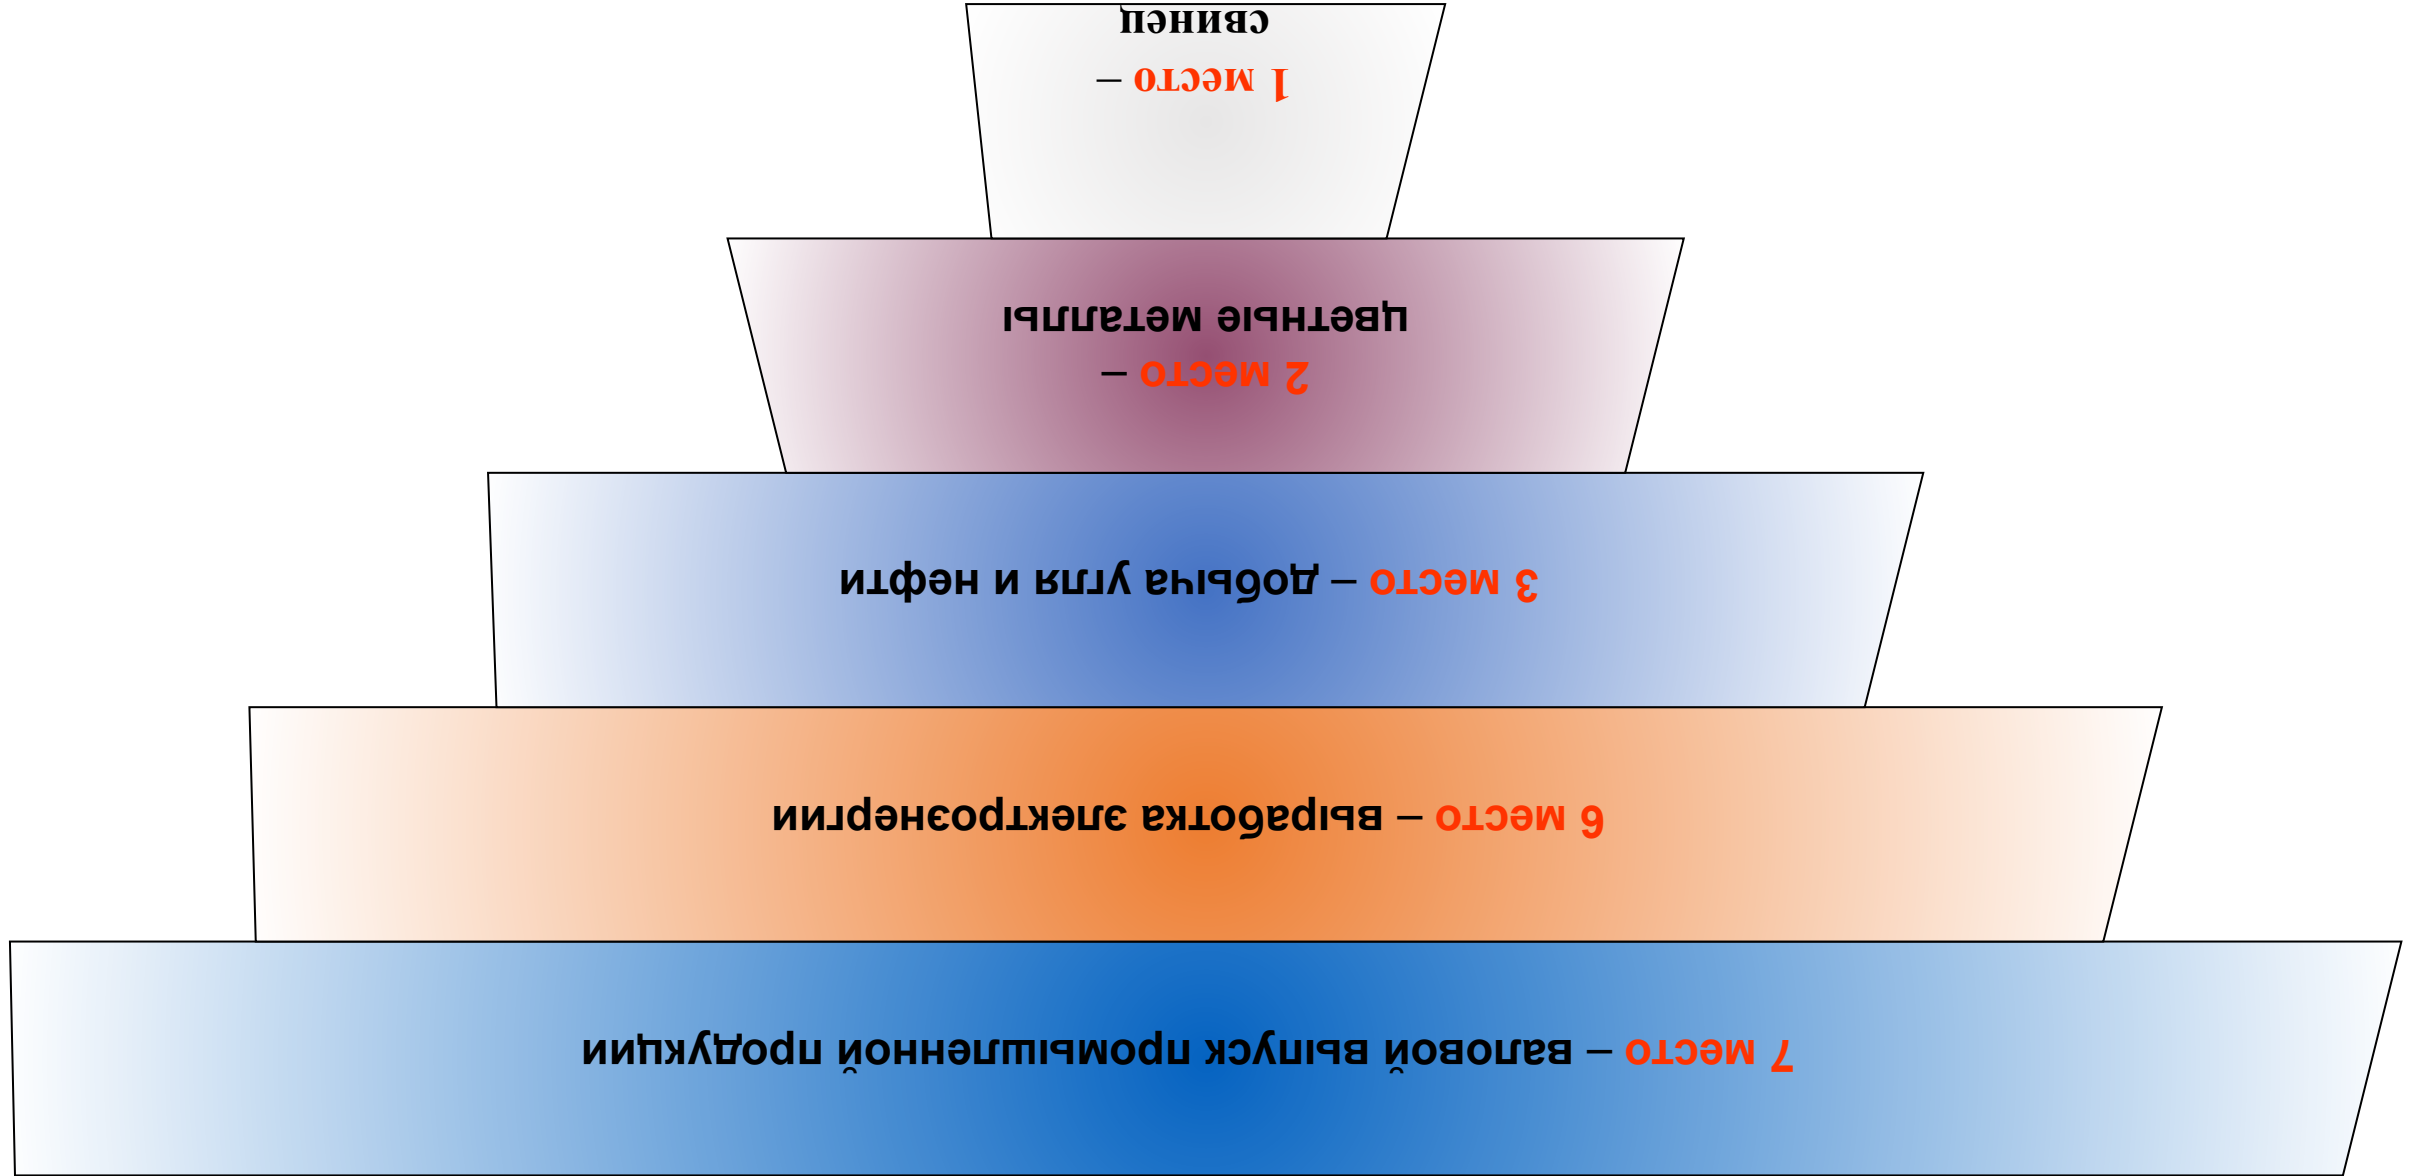 7 место – валовой выпуск промышленной продукции
6 место – выработка электроэнергии
3 место – добыча угля и нефти
2 место –
цветные металлы
1 место –
свинец